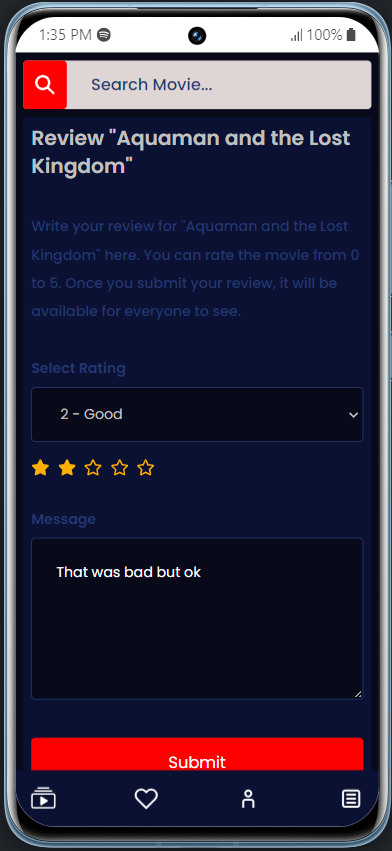 1:35 PM
100%
Search Movie...
Review "Aquaman and the Lost
Kingdom"
Write your review for "Aquaman and the Lost
Kingdom" here. You can rate the movie from 0
to 5. Once you submit your review, it will be
available for everyone to see.
Select Rating
2 - Good
Message
That was bad but ok
Submit